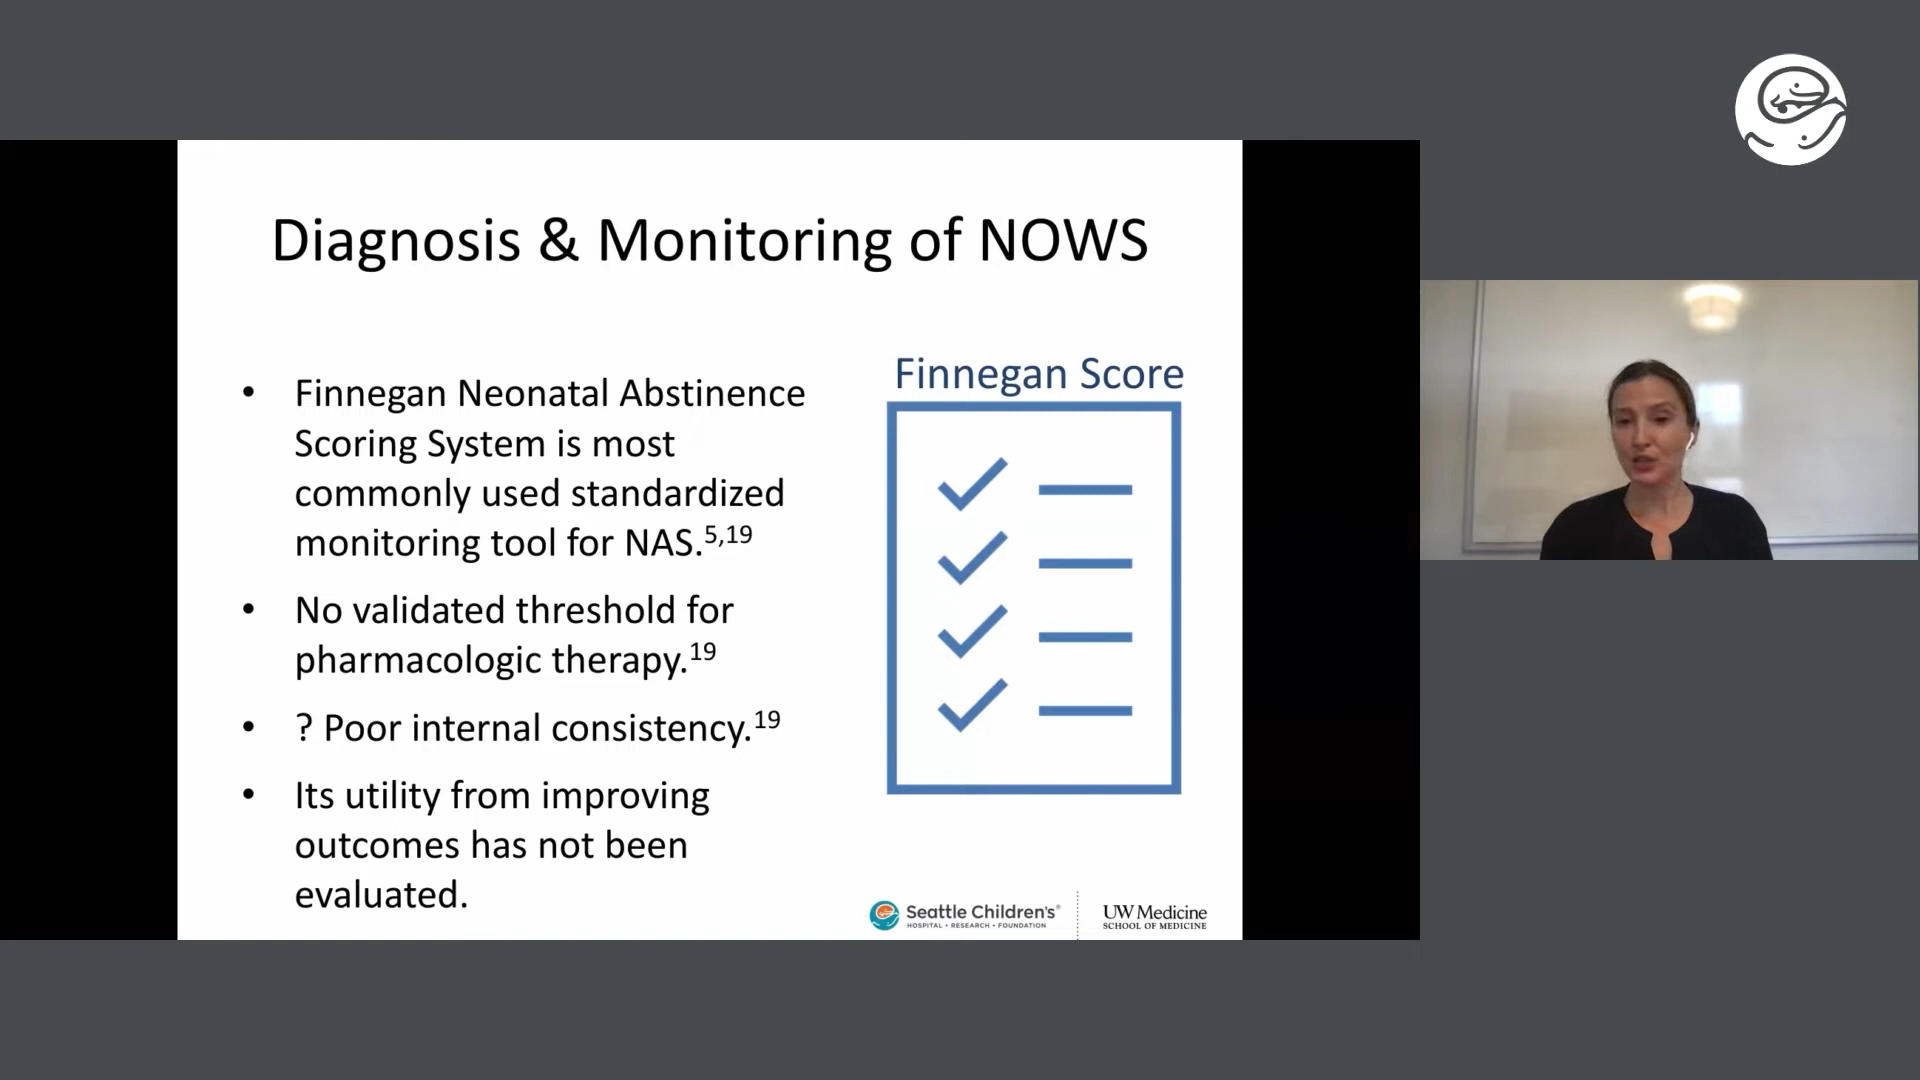 Diagnosis & Monitoring of NOWS
• Finnegan Neonatal Abstinence
Scoring System is most
commonly used standardized
monitoring tool for NAS.5,19
• No validated threshold for
pharmacologic therapy.19
• ? Poor internal consistency.19
• Its utility from improving
outcomes has not been
evaluated.
Finnegan Score
Seattle Children's®
HOSPITAL • RESEARCH • FOUNDATION
UW Medicine
SCHOOL OF MEDICINE